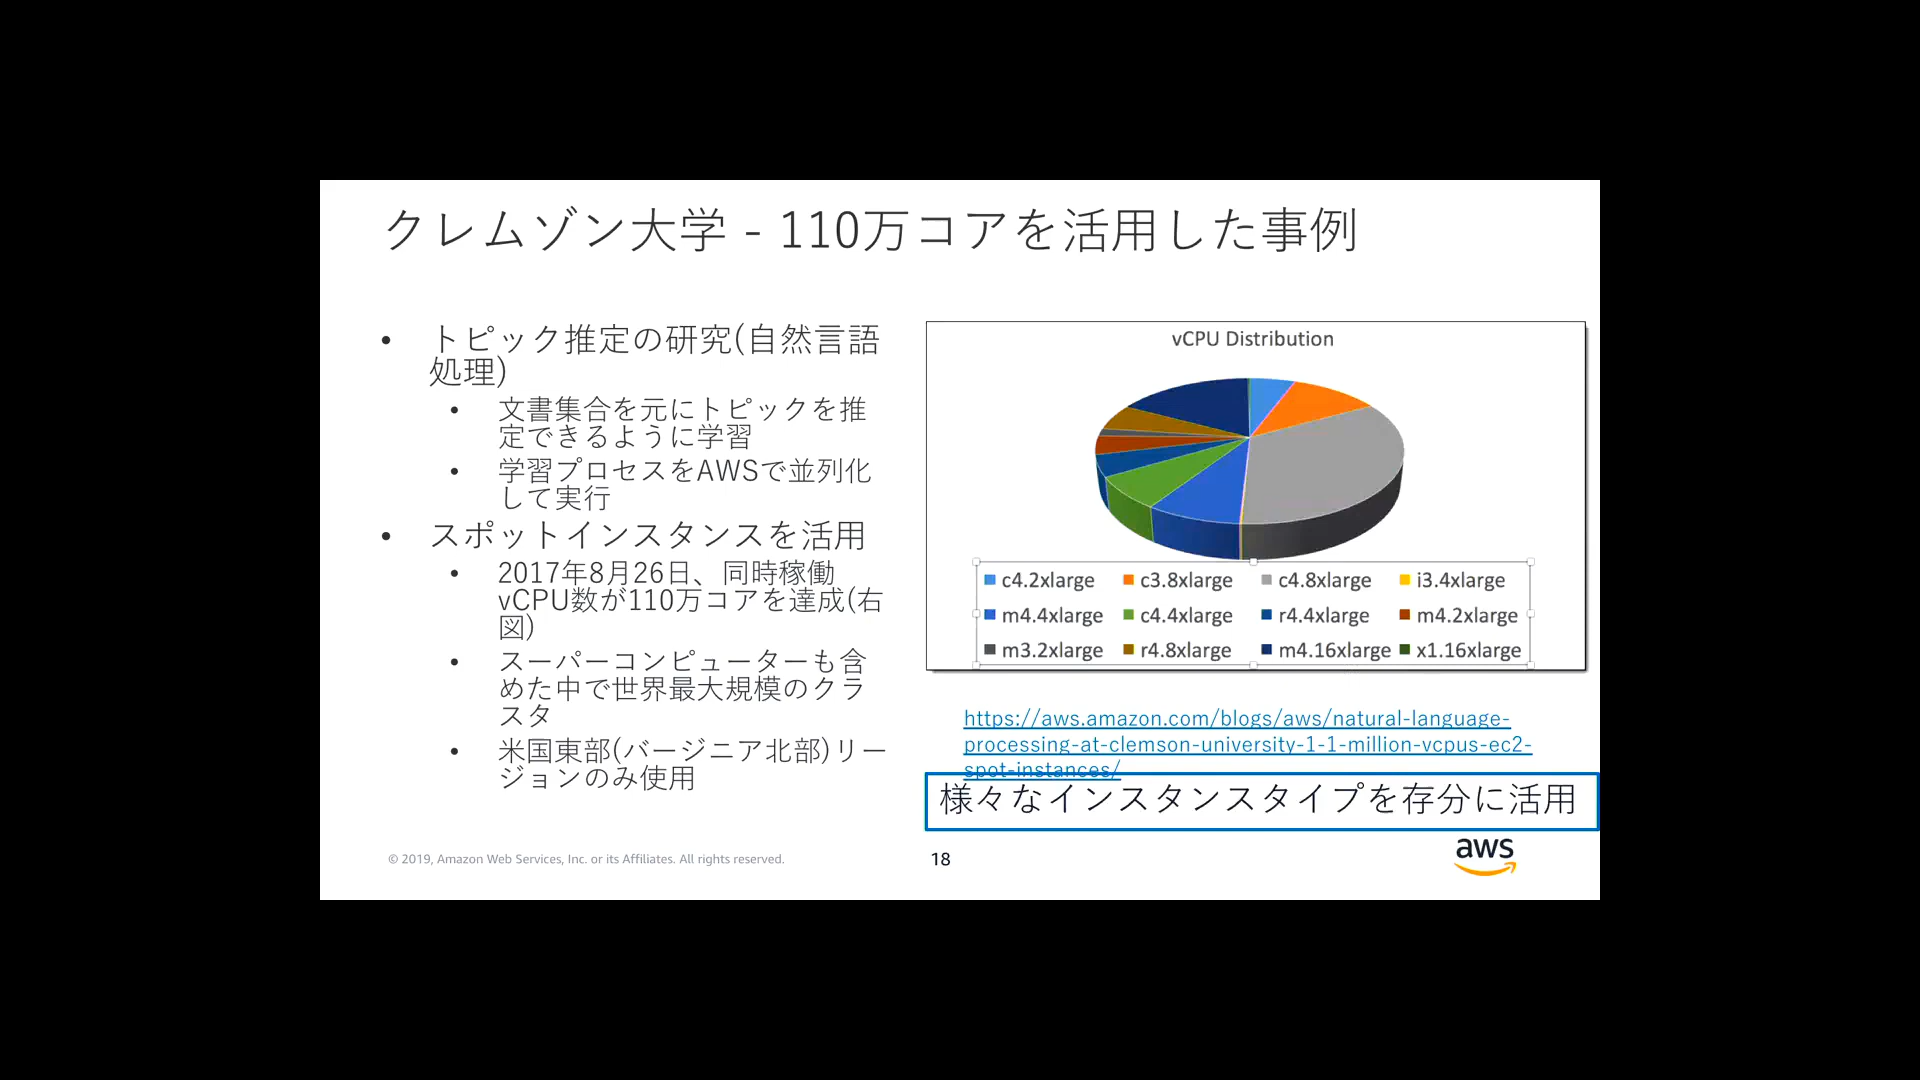 クレムゾン大学 - 110万コアを活用した事例
• トピック推定の研究(自然言語
処理)
• 文書集合を元にトピックを推
定できるように学習
• 学習プロセスをAWSで並列化
して実行
• スポットインスタンスを活用
• 2017年8月26日、同時稼働
vCPU数が110万コアを達成(右
図)
• スーパーコンピューターも含
めた中で世界最大規模のクラ
スタ
• 米国東部(バージニア北部)リー
ジョンのみ使用
vCPU Distribution
c4.2xlarge c3.8xlarge c4.8xlarge i3.4xlarge
m4.4xlarge c4.4xlarge r4.4xlarge m4.2xlarge
m3.2xlarge r4.8xlarge m4.16xlarge x1.16xlarge
https://aws.amazon.com/blogs/aws/natural-language-
processing-at-clemson-university-1-1-million-vcpus-ec2-
spot-instances/
様々なインスタンスタイプを存分に活用
© 2019, Amazon Web Services, Inc. or its Affiliates. All rights reserved.
18
aws